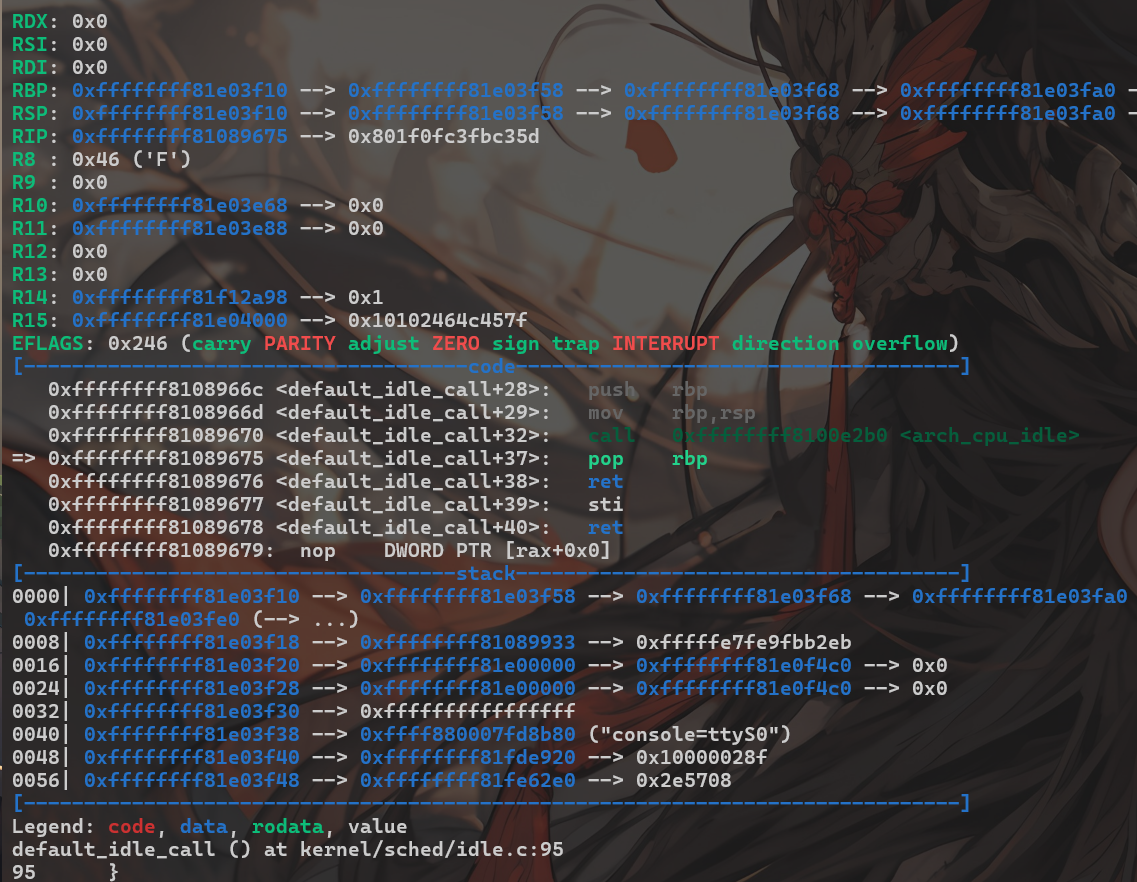 RDX: 0x0
RSI: 0x0
RDI: 0x0
RBP: 0xffffffff81e03f10 --> 0xffffffff81e03f58 --> 0xffffffff81e03f68 --> 0xffffffff81e03fa0 -
RSP: 0xffffffff81e03f10 --> 0xffffffff81e03f58 --> 0xffffffff81e03f68 --> 0xffffffff81e03fa0 -
RIP: 0xffffffff81089675 --> 0x801f0fc3fbc35d
R8 : 0x46 ('F')
R9 : 0x0
R10: 0xffffffff81e03e68 --> 0x0
R11: 0xffffffff81e03e88 --> 0x0
R12: 0x0
R13: 0x0
R14: 0xffffffff81f12a98 --> 0x1
R15: 0xffffffff81e04000 --> 0x10102464c457f
EFLAGS: 0x246 (carry PARITY adjust ZERO sign trap INTERRUPT direction overflow)
[-------------------------------------code-------------------------------------]
   0xffffffff8108966c <default_idle_call+28>:   push   rbp
   0xffffffff8108966d <default_idle_call+29>:   mov    rbp,rsp
   0xffffffff81089670 <default_idle_call+32>:   call   0xffffffff8100e2b0 <arch_cpu_idle>
=> 0xffffffff81089675 <default_idle_call+37>:   pop    rbp
   0xffffffff81089676 <default_idle_call+38>:   ret
   0xffffffff81089677 <default_idle_call+39>:   sti
   0xffffffff81089678 <default_idle_call+40>:   ret
   0xffffffff81089679:  nop    DWORD PTR [rax+0x0]
[------------------------------------stack-------------------------------------]
0000| 0xffffffff81e03f10 --> 0xffffffff81e03f58 --> 0xffffffff81e03f68 --> 0xffffffff81e03fa0
 0xffffffff81e03fe0 (--> ...)
0008| 0xffffffff81e03f18 --> 0xffffffff81089933 --> 0xfffffe7fe9fbb2eb
0016| 0xffffffff81e03f20 --> 0xffffffff81e00000 --> 0xffffffff81e0f4c0 --> 0x0
0024| 0xffffffff81e03f28 --> 0xffffffff81e00000 --> 0xffffffff81e0f4c0 --> 0x0
0032| 0xffffffff81e03f30 --> 0xffffffffffffffff
0040| 0xffffffff81e03f38 --> 0xffff880007fd8b80 ("console=ttyS0")
0048| 0xffffffff81e03f40 --> 0xffffffff81fde920 --> 0x10000028f
0056| 0xffffffff81e03f48 --> 0xffffffff81fe62e0 --> 0x2e5708
[------------------------------------------------------------------------------]
Legend: code, data, rodata, value
default_idle_call () at kernel/sched/idle.c:95
95      }